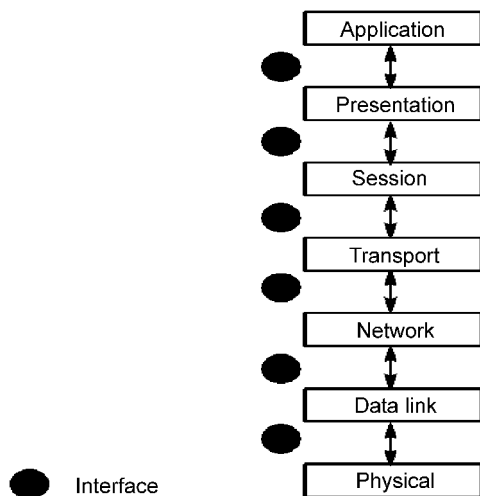 Application
Presentation
Session
Transport
Network
Data link
Physical
Interface